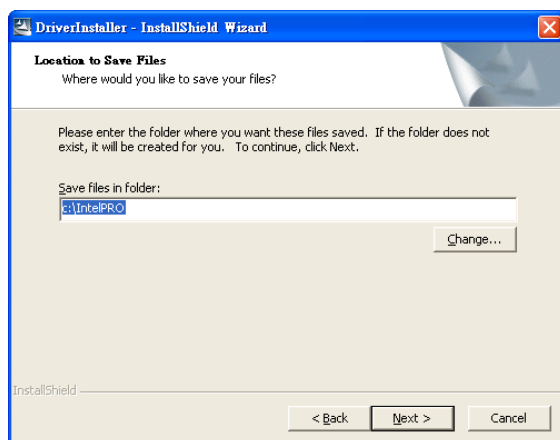 DriverInstaller - InstallShield Wizard
Location to Save Files
Where would you like to save your files?
Please enter the folder where you want these files saved.  If the folder does not
exist, it will be created for you.   To continue, click Next.
Save files in folder:
c:\IntelPRO
Change...
InstallShield
< Back
Next >
Cancel